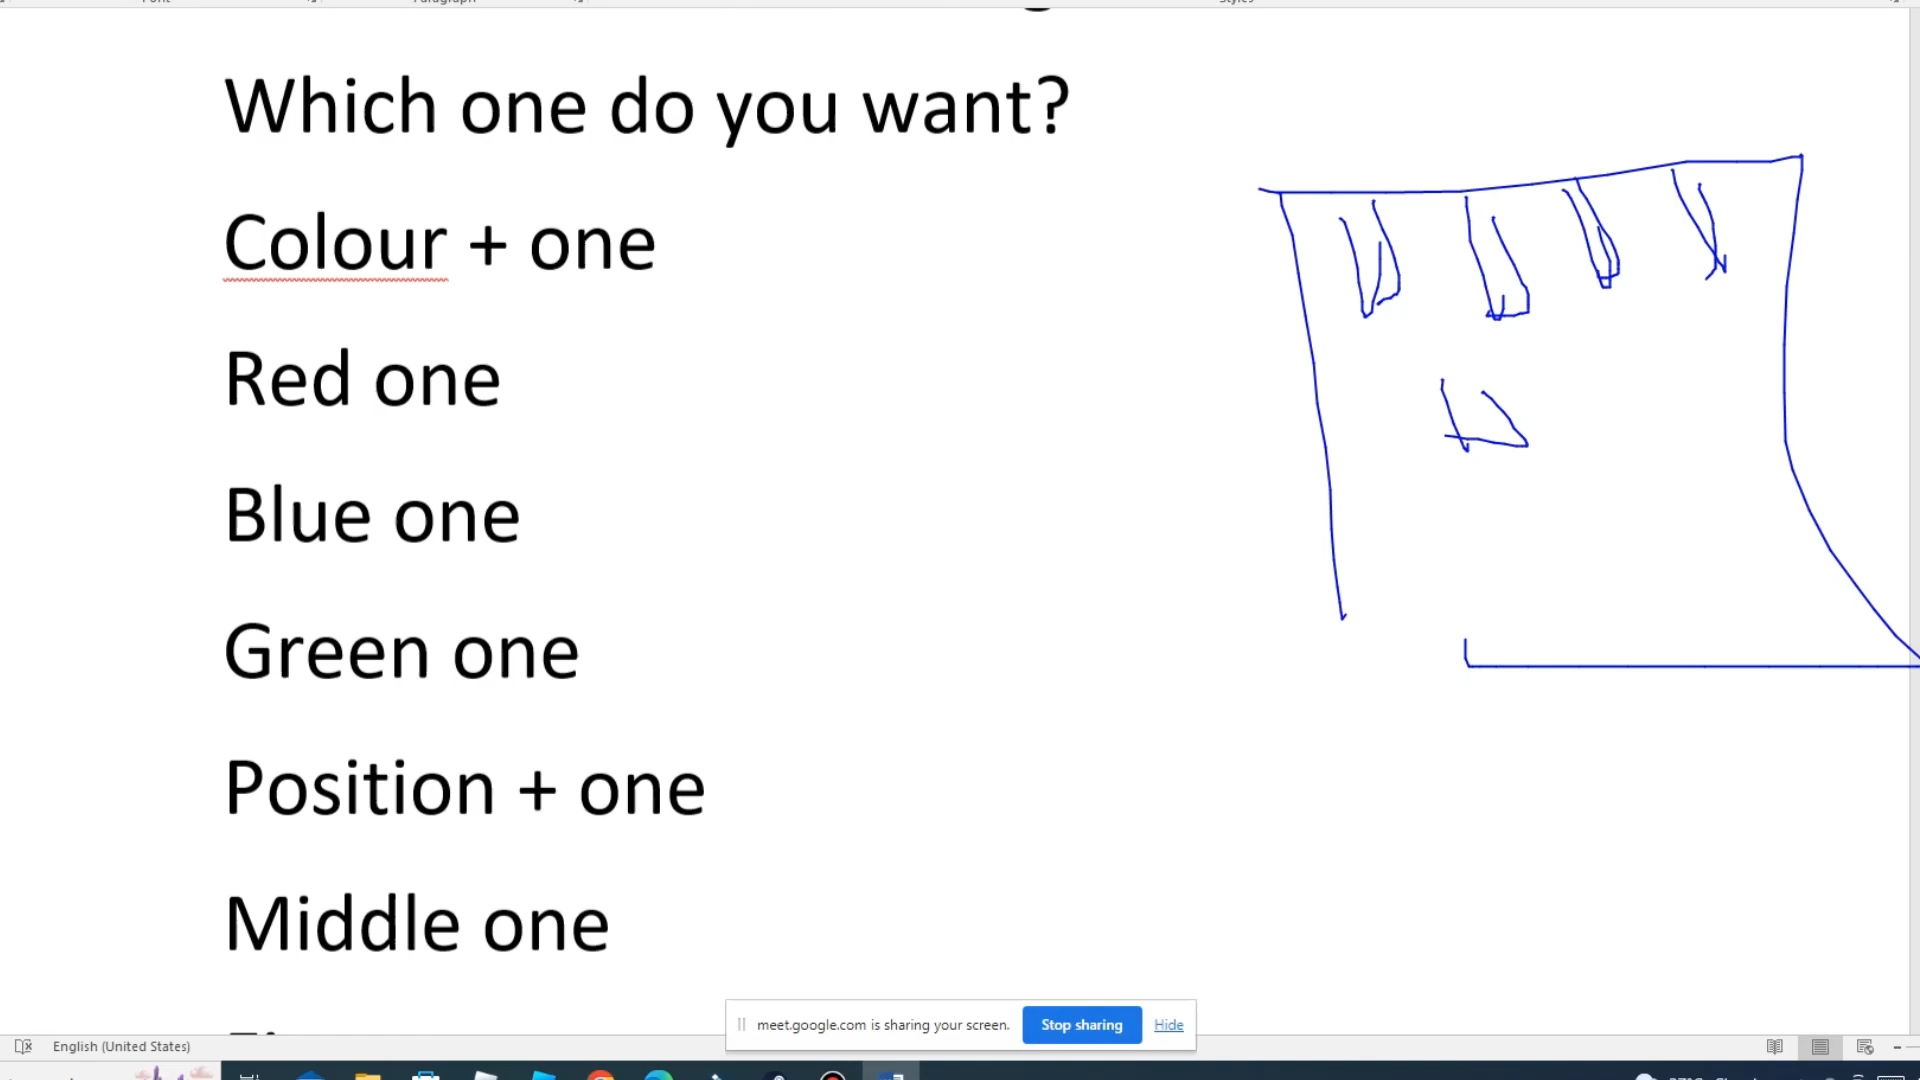 Which one do you want?
Colour + one
Red one
Blue one
Green one
Position + one
Middle one
meet.google.com is sharing your screen.
Stop sharing
Hide
English (United States)